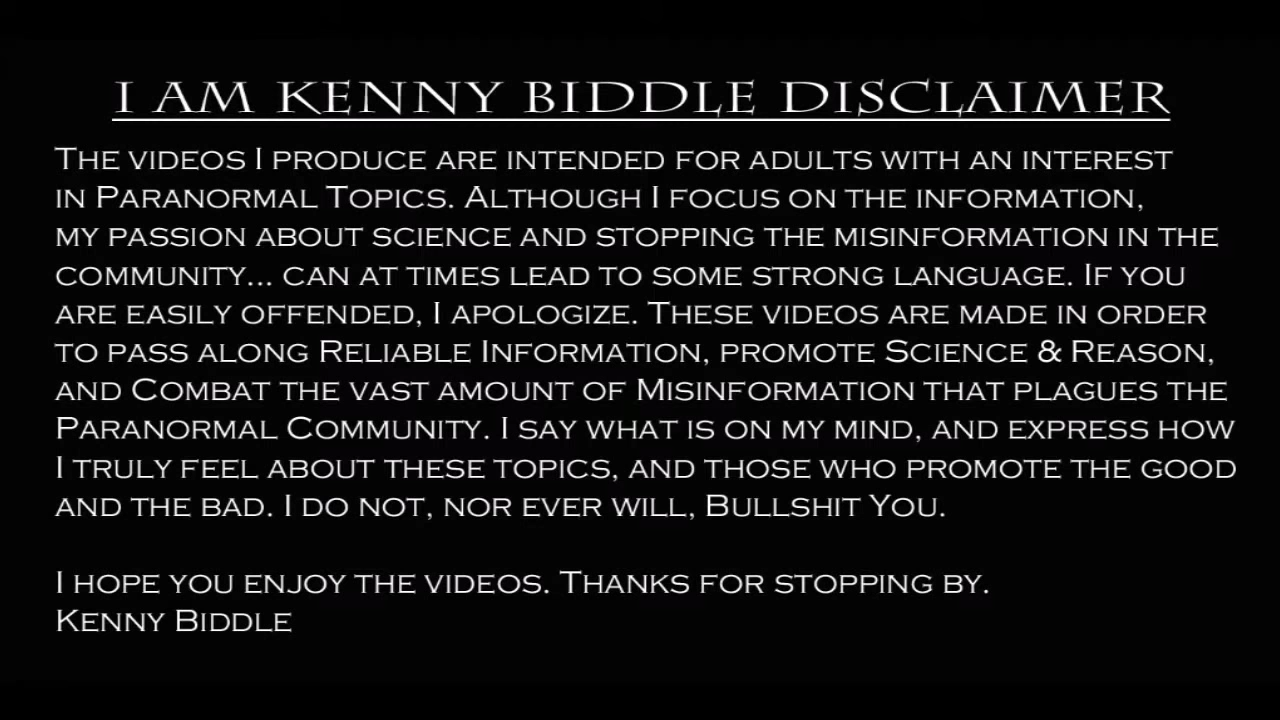 I AM KENNY BIDDLE DISCLAIMER
THE VIDEOS I PRODUCE ARE INTENDED FOR ADULTS WITH AN INTEREST
IN PARANORMAL TOPICS. ALTHOUGH I FOCUS ON THE INFORMATION,
MY PASSION ABOUT SCIENCE AND STOPPING THE MISINFORMATION IN THE
COMMUNITY... CAN AT TIMES LEAD TO SOME STRONG LANGUAGE. IF YOU
ARE EASILY OFFENDED, I APOLOGIZE. THESE VIDEOS ARE MADE IN ORDER
TO PASS ALONG RELIABLE INFORMATION, PROMOTE SCIENCE & REASON,
AND COMBAT THE VAST AMOUNT OF MISINFORMATION THAT PLAGUES THE
PARANORMAL COMMUNITY. I SAY WHAT IS ON MY MIND, AND EXPRESS HOW
I TRULY FEEL ABOUT THESE TOPICS, AND THOSE WHO PROMOTE THE GOOD
AND THE BAD. I DO NOT, NOR EVER WILL, BULLSHIT YOU.
I HOPE YOU ENJOY THE VIDEOS. THANKS FOR STOPPING BY.
KENNY BIDDLE